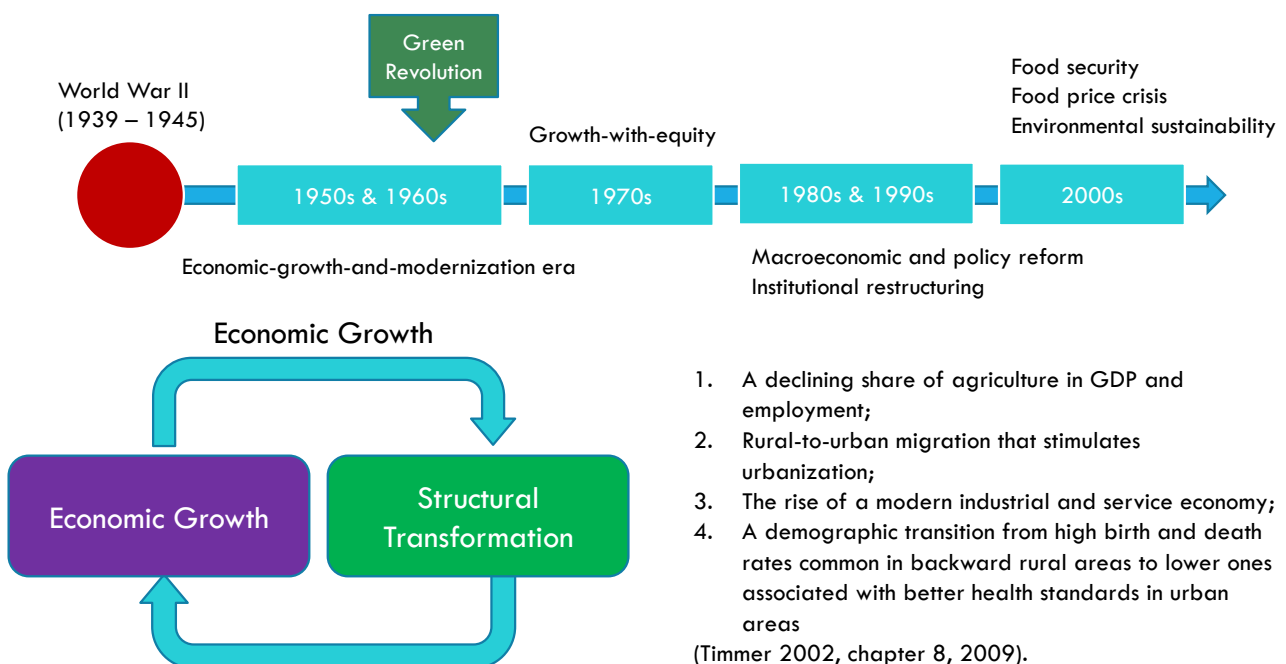 Green
Revolution
World War II
(1939 – 1945)
Growth-with-equity
Food security
Food price crisis
Environmental sustainability
1950s & 1960s
1970s
1980s & 1990s
2000s
Economic-growth-and-modernization era
Macroeconomic and policy reform
Institutional restructuring
Economic Growth
Economic Growth
Structural
Transformation
1. A declining share of agriculture in GDP and
employment;
2. Rural-to-urban migration that stimulates
urbanization;
3. The rise of a modern industrial and service economy;
4. A demographic transition from high birth and death
rates common in backward rural areas to lower ones
associated with better health standards in urban
areas
(Timmer 2002, chapter 8, 2009).